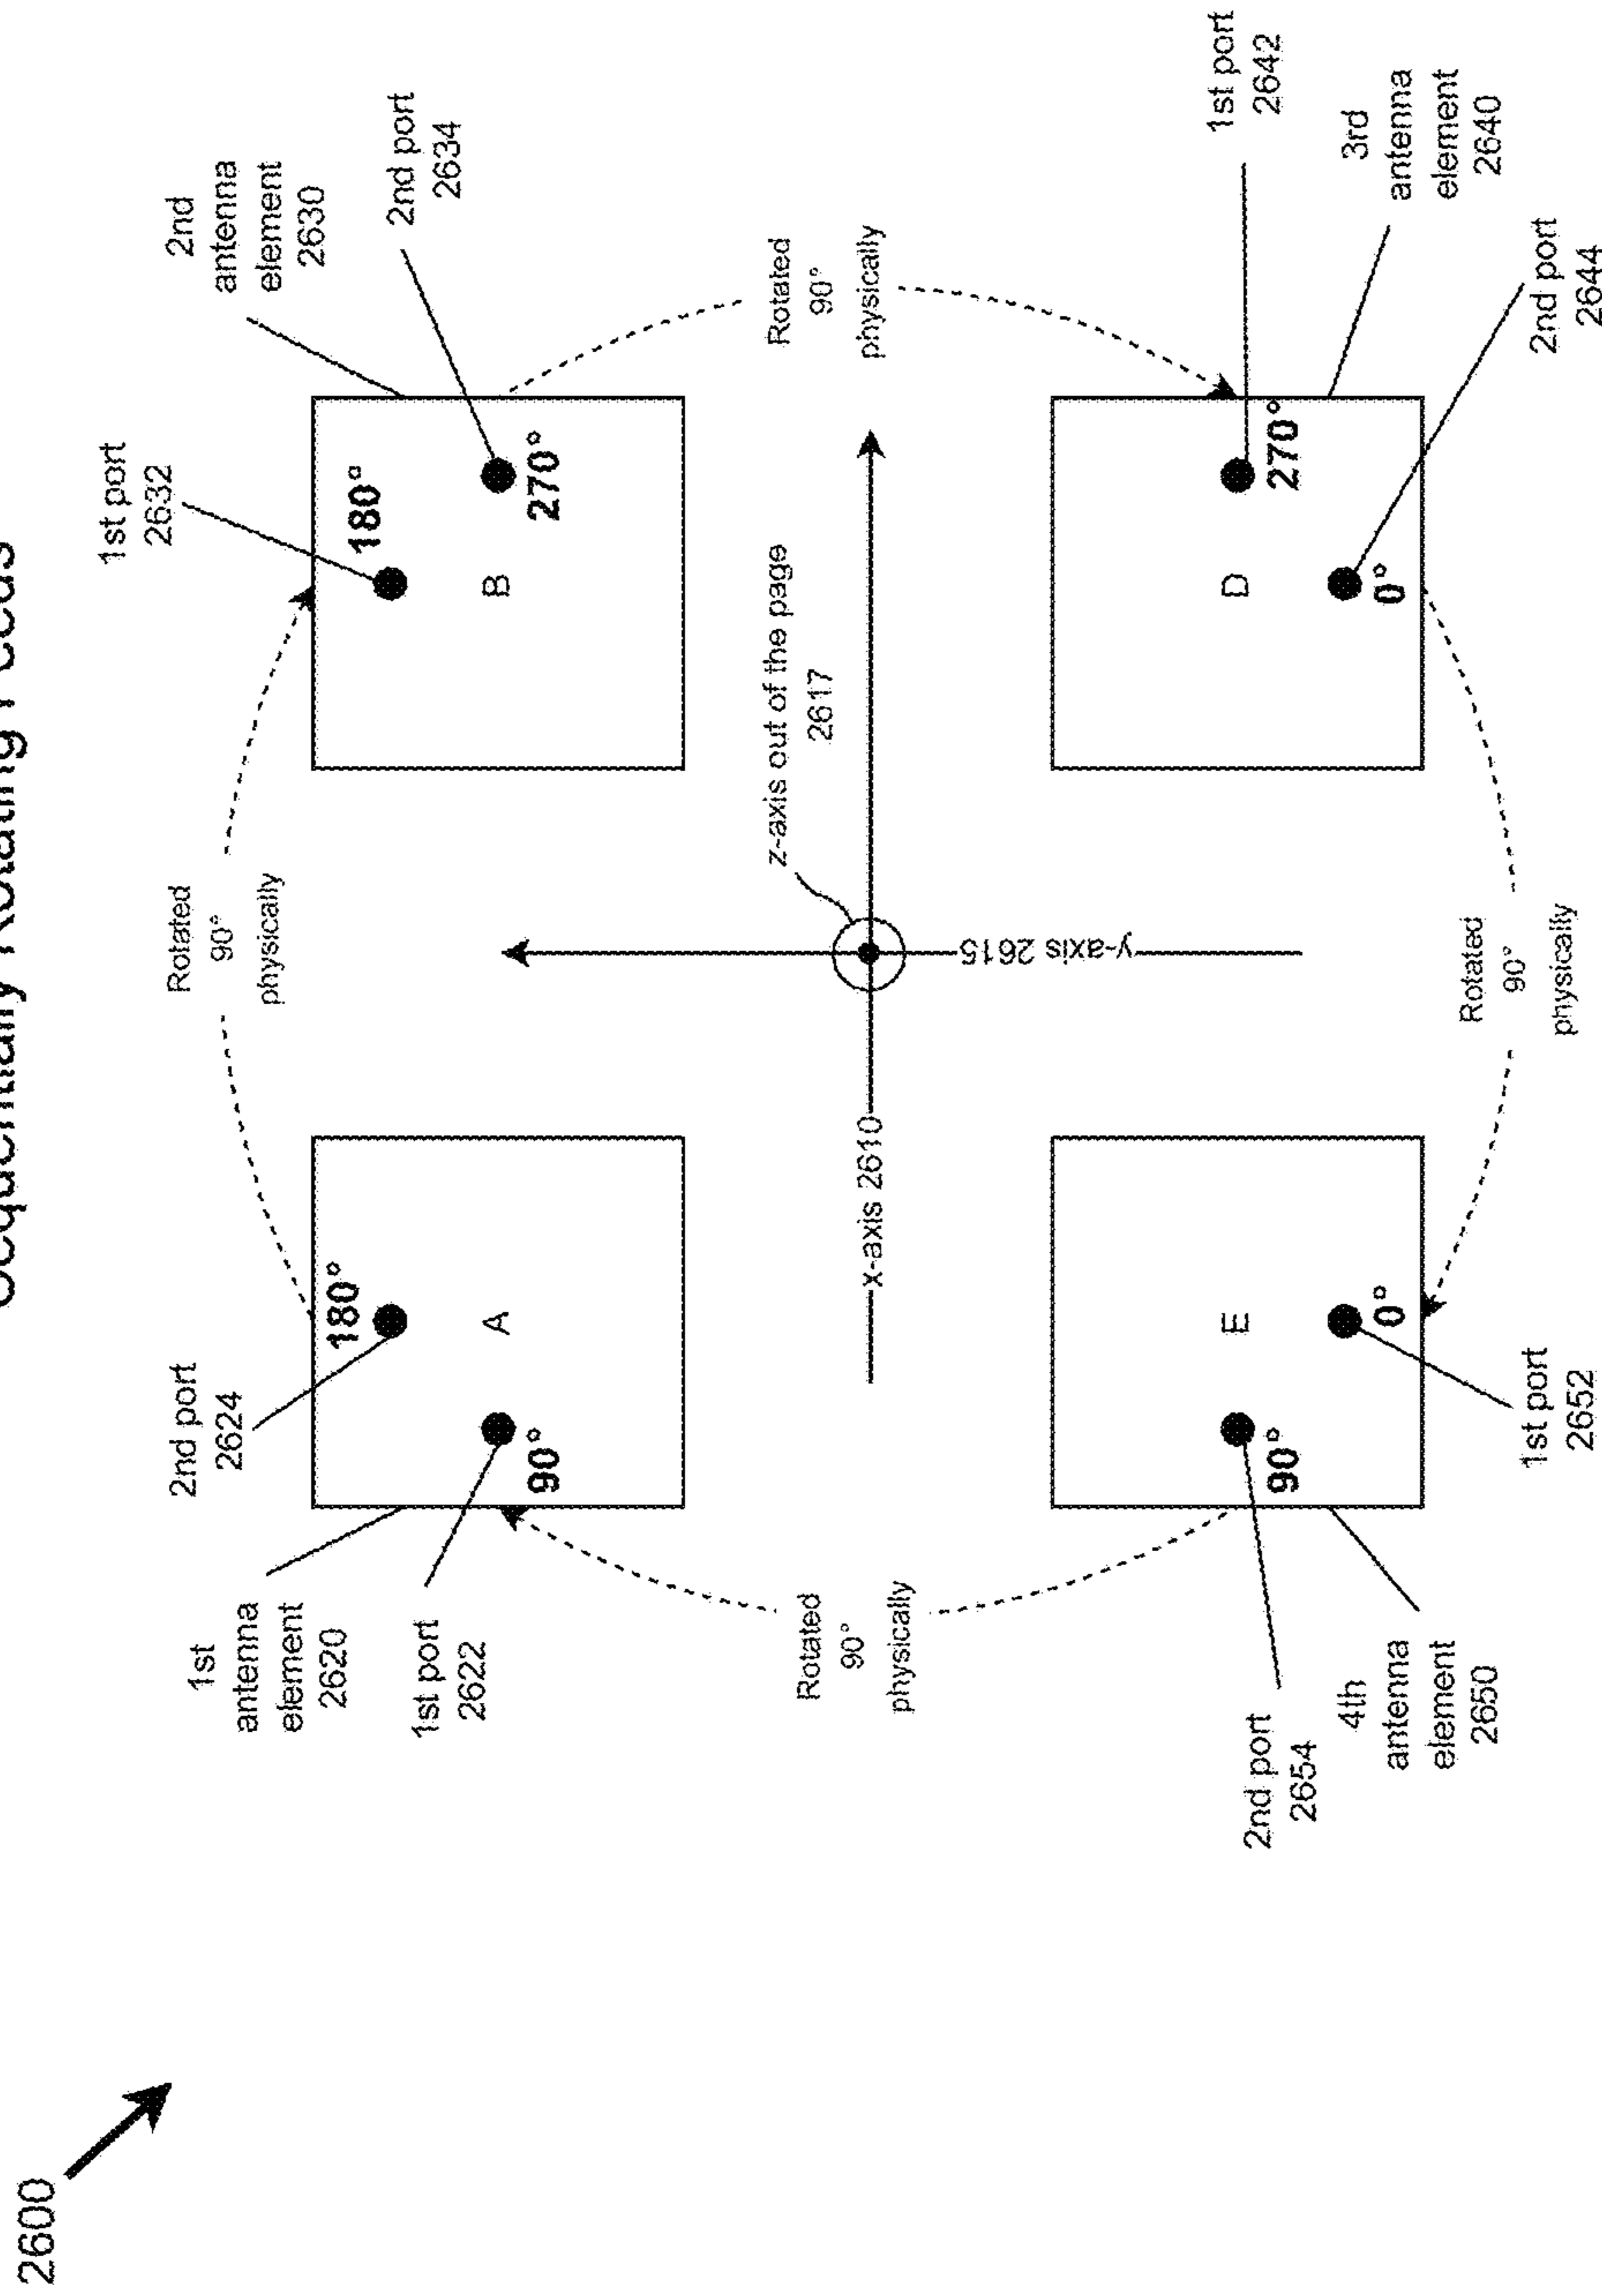 2600
Sequentially Rotating Feeds
1st port
2632
2nd
antenna
element
2630
2nd port
2634
2nd port
2624
1st
antenna
element
2620
1st port
2622
Rotated
90°
physically
180°
A
90°
180°
B
270°
Rotated
90°
physically
z-axis out of the page
2617
x-axis 2610
y-axis 2615
Rotated
90°
physically
1st port
2642
3rd
antenna
element
2640
2nd port
2644
270°
D
0°
90°
E
0°
2nd port
2654
4th
antenna
element
2650
1st port
2652
Rotated
90°
physically